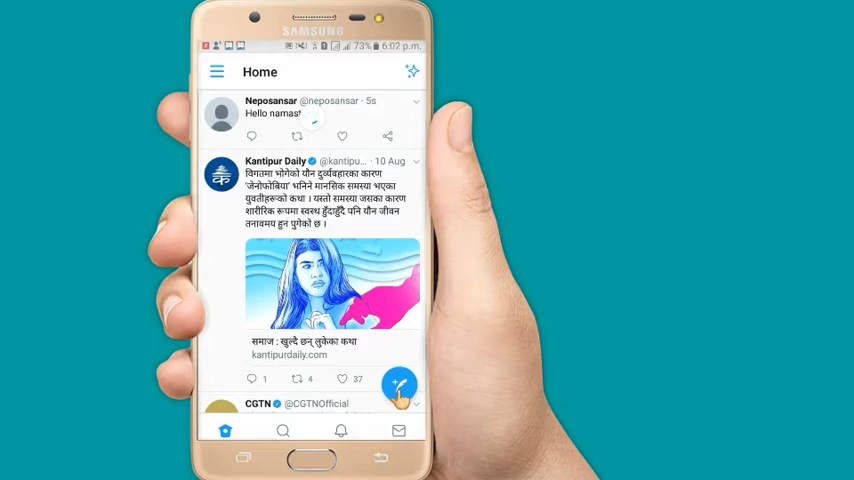 SAMSUNG
73% 6:02 p.m.
Home
Neposansar @neposansar · 5s
Hello namast
Kantipur Daily @kantipu... · 10 Aug
विगतमा भोगेको यौन दुर्व्यवहारका कारण
'जेनोफोबिया' भनिने मानसिक समस्या भएका
युवतीहरूको कथा । यस्तो समस्या जसका कारण
शारीरिक रूपमा स्वस्थ हुँदाहुँदै पनि यौन जीवन
तनावमय हुन पुगेको छ ।
समाज : खुल्दै छन् लुकेका कथा
kantipurdaily.com
1 4 37
CGTN @CGTNOfficial